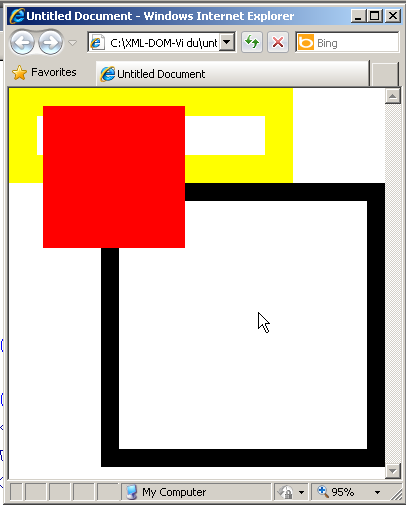 Untitled Document - Windows Internet Explorer
C:\XML-DOM-Vi du\unt
Bing
Favorites
Untitled Document
My Computer
95%